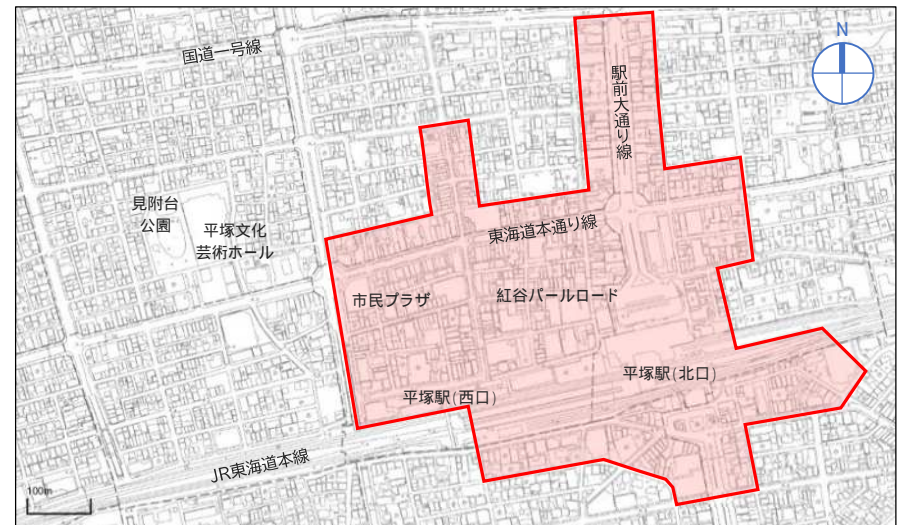 国道一号線
N
駅前大通り線
見附台
公園
平塚文化
芸術ホール
東海道本通り線
市民プラザ
紅谷パールロード
平塚駅(北口)
平塚駅(西口)
JR東海道本線
100m